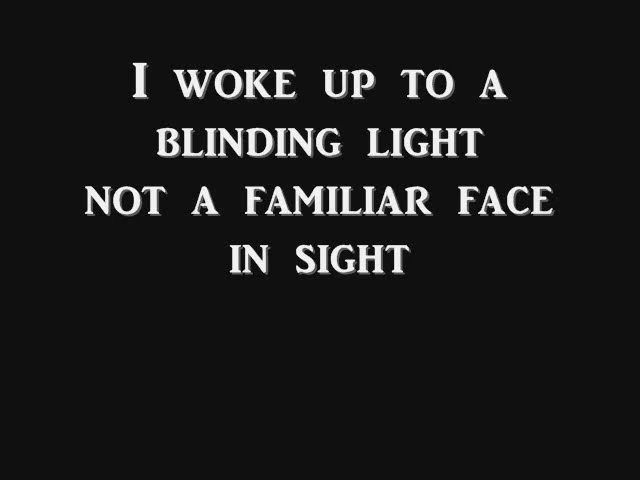 I WOKE UP TO A
BLINDING LIGHT
NOT A FAMILIAR FACE
IN SIGHT